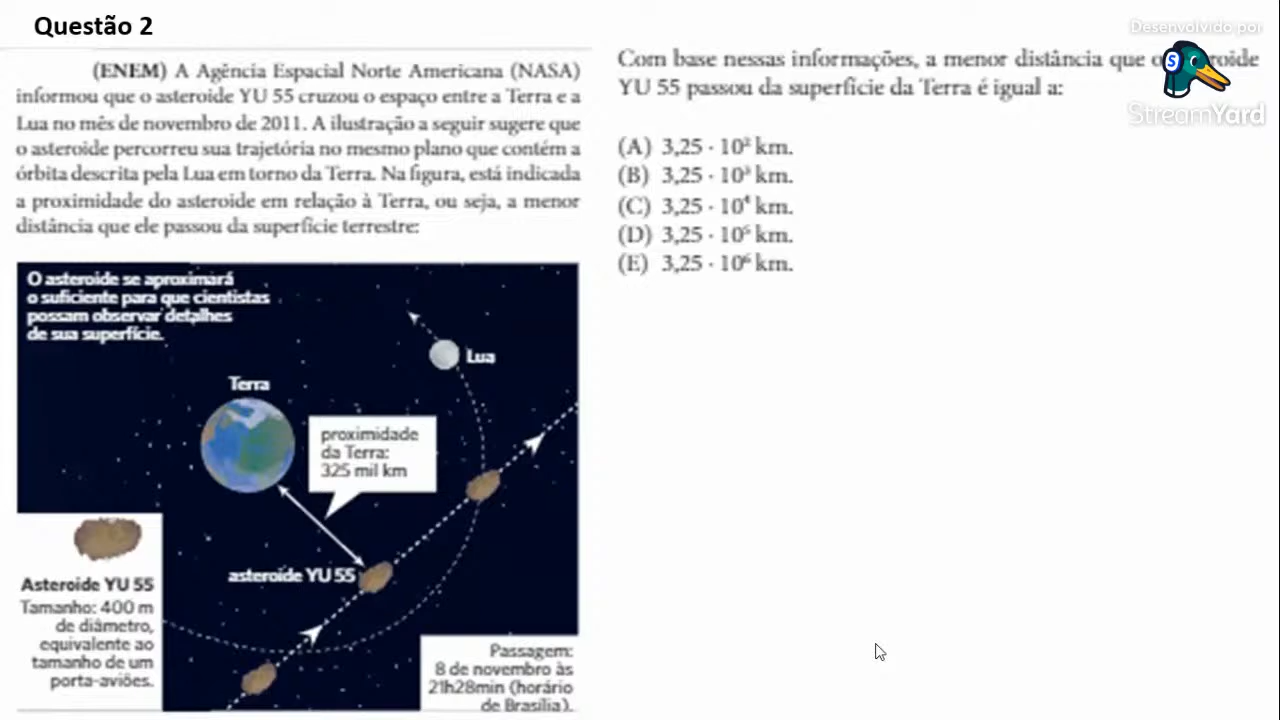 Questão 2
(ENEM) A Agência Espacial Norte Americana (NASA)
informou que o asteroide YU 55 cruzou o espaço entre a Terra e a
Lua no mês de novembro de 2011. A ilustração a seguir sugere que
o asteroide percorreu sua trajetória no mesmo plano que contém a
órbita descrita pela Lua em torno da Terra. Na figura, está indicada
a proximidade do asteroide em relação à Terra, ou seja, a menor
distância que ele passou da superfície terrestre:
O asteroide se aproximará
o suficiente para que cientistas
possam observar detalhes
de sua superfície.
Lua
Terra
proximidade
da Terra:
325 mil km
asteroide YU 55
Asteroide YU 55
Tamanho: 400 m
de diâmetro,
equivalente ao
tamanho de um
porta-aviões.
Passagem:
8 de novembro às
21h28min (horário
de Brasília).
Com base nessas informações, a menor distância que o asteroide
YU 55 passou da superfície da Terra é igual a:
(A) 3,25 · 10² km.
(B) 3,25 · 10³ km.
(C) 3,25 · 10⁴ km.
(D) 3,25 · 10⁵ km.
(E) 3,25 · 10⁶ km.
Desenvolvido por
S
StreamYard